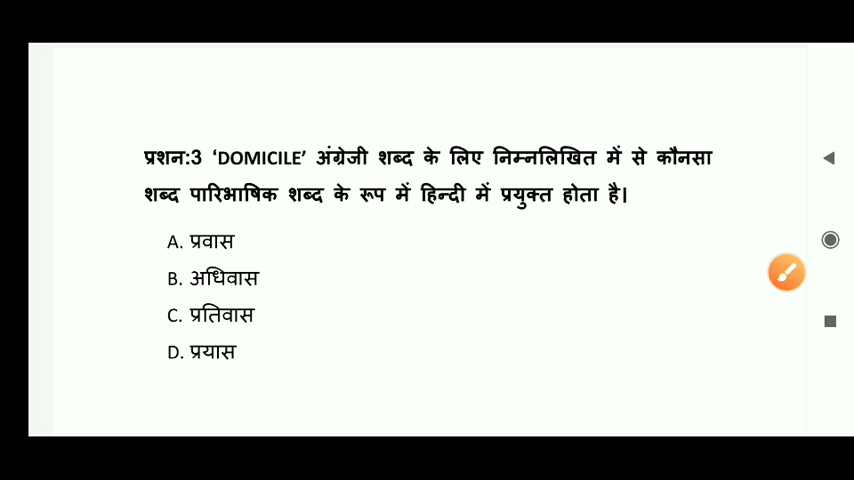 प्रशन:3 ‘DOMICILE’ अंग्रेजी शब्द के लिए निम्नलिखित में से कौनसा
शब्द पारिभाषिक शब्द के रूप में हिन्दी में प्रयुक्त होता है।
A. प्रवास
B. अधिवास
C. प्रतिवास
D. प्रयास